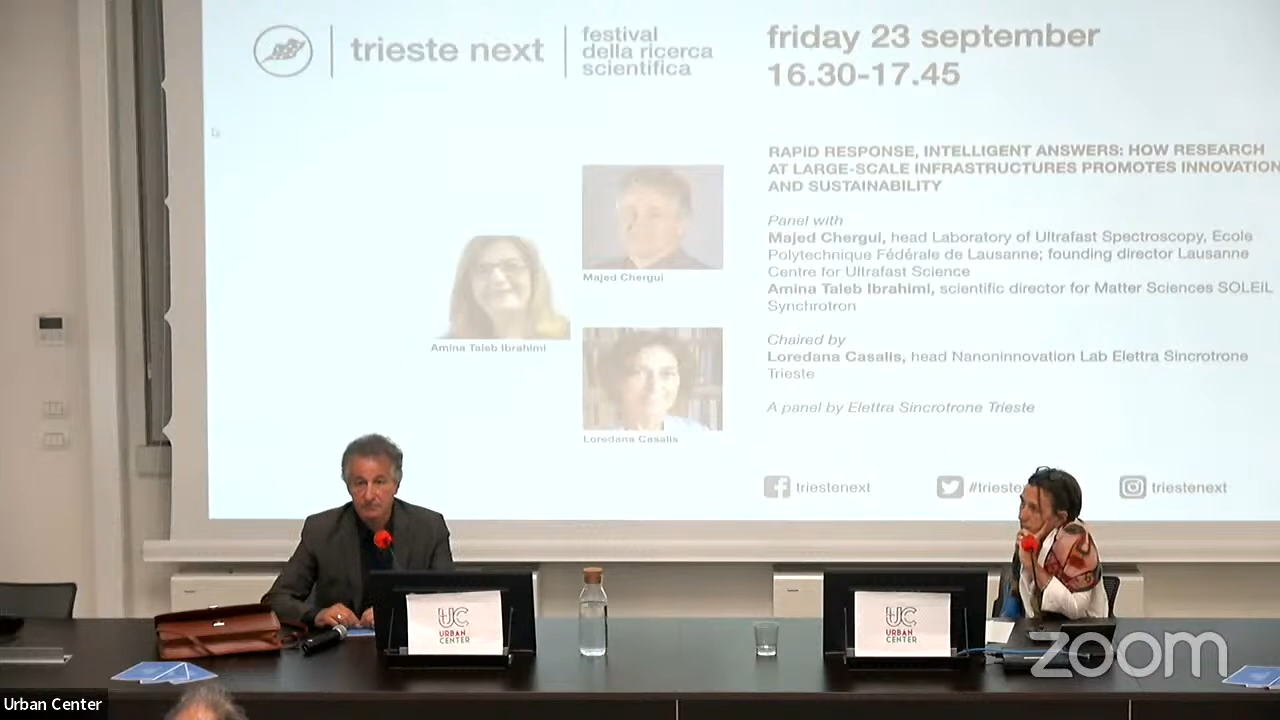 trieste next
festival
della ricerca
scientifica
friday 23 september
16.30-17.45
RAPID RESPONSE, INTELLIGENT ANSWERS: HOW RESEARCH
AT LARGE-SCALE INFRASTRUCTURES PROMOTES INNOVATION
AND SUSTAINABILITY
Panel with
Majed Chergui, head Laboratory of Ultrafast Spectroscopy, Ecole
Polytechnique Fédérale de Lausanne; founding director Lausanne
Centre for Ultrafast Science
Amina Taleb Ibrahimi, scientific director for Matter Sciences SOLEIL
Synchrotron
Chaired by
Loredana Casalis, head Nanoninnovation Lab Elettra Sincrotrone
Trieste
A panel by Elettra Sincrotrone Trieste
Majed Chergui
Amina Taleb Ibrahimi
Loredana Casalis
triestenext
#trieste
triestenext
UC
URBAN
CENTER
UC
URBAN
CENTER
zoom
Urban Center